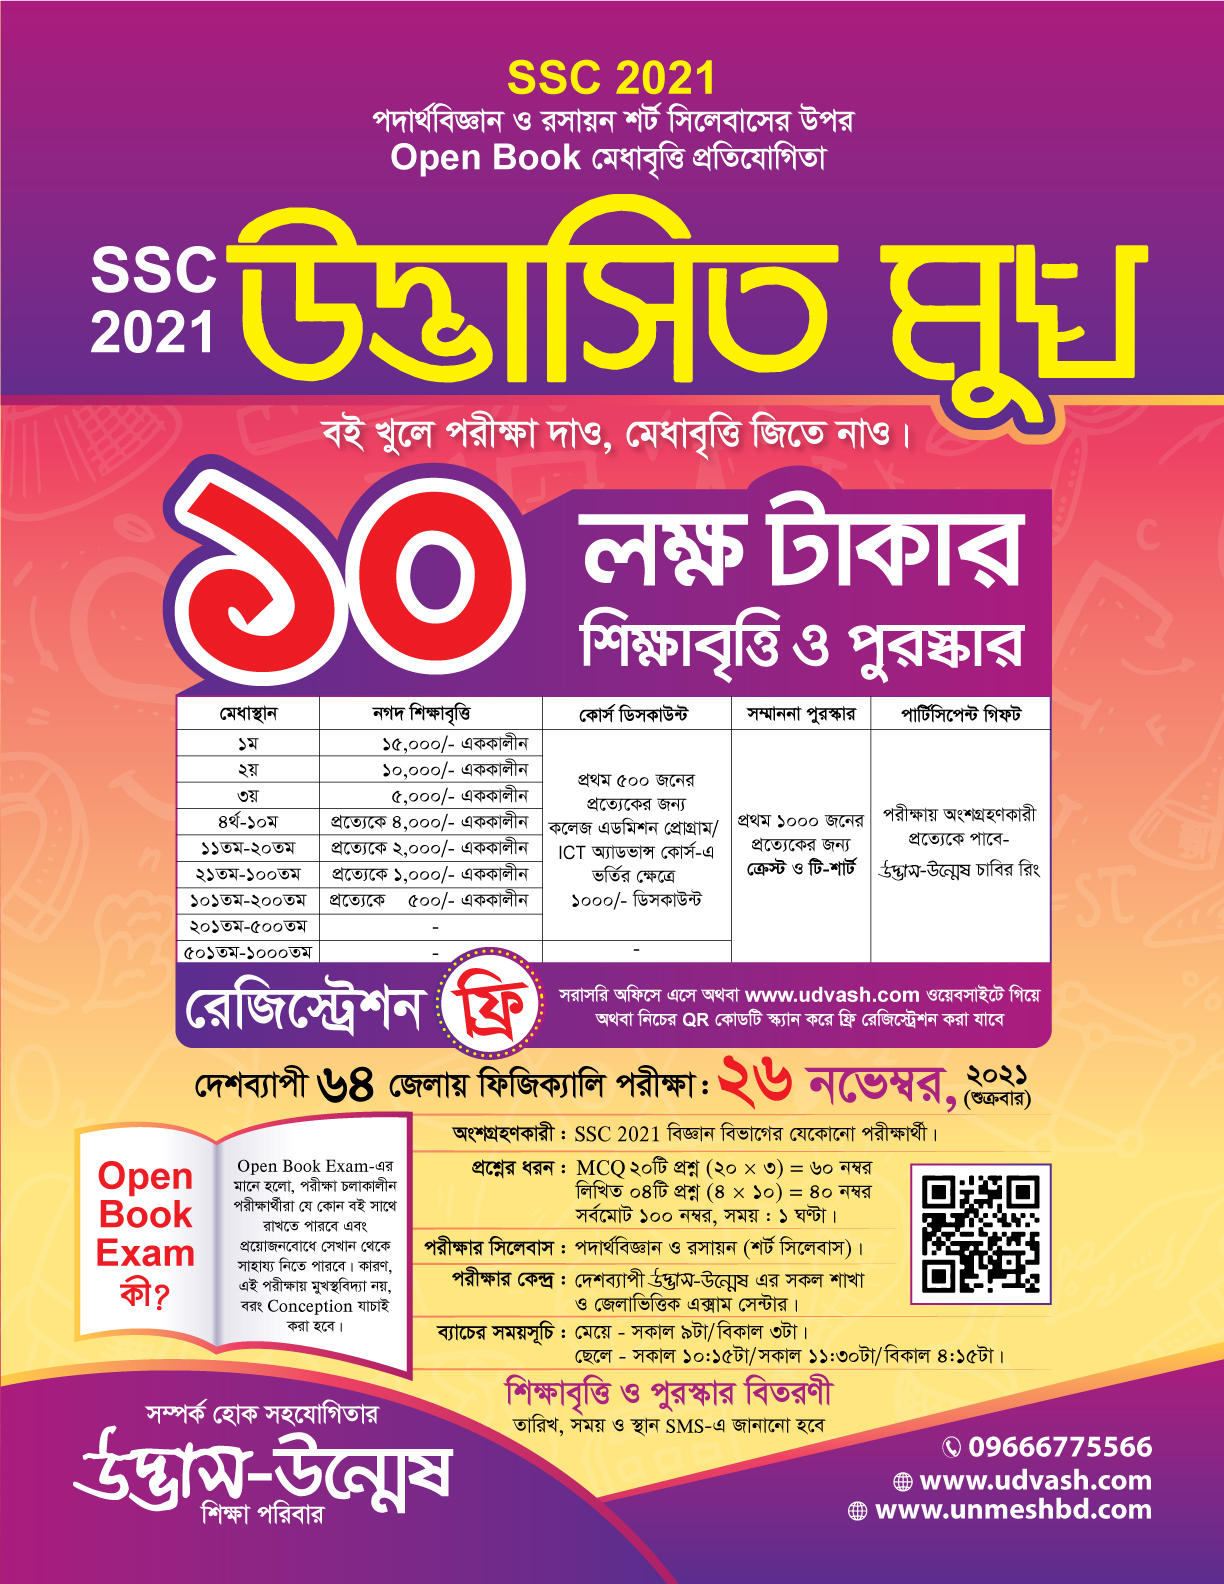 SSC 2021
পদার্থবিজ্ঞান ও রসায়ন শর্ট সিলেবাসের উপর
Open Book মেধাবৃত্তি প্রতিযোগিতা
SSC
2021
উদ্ভাসিত মুখ
বই খুলে পরীক্ষা দাও, মেধাবৃত্তি জিতে নাও।
১০ লক্ষ টাকার
শিক্ষাবৃত্তি ও পুরস্কার
মেধাস্থান নগদ শিক্ষাবৃত্তি কোর্স ডিসকাউন্ট সম্মাননা পুরস্কার পার্টিসিপেন্ট গিফট
১ম ১৫,০০০/- এককালীন
২য় ১০,০০০/- এককালীন
৩য় ৫,০০০/- এককালীন
৪র্থ-১০ম প্রত্যেকে ৪,০০০/- এককালীন
১১তম-২০তম প্রত্যেকে ২,০০০/- এককালীন
২১তম-১০০তম প্রত্যেকে ১,০০০/- এককালীন
১০১তম-২০০তম প্রত্যেকে ৫০০/- এককালীন
২০১তম-৫০০তম -
৫০১তম-১০০০তম -
প্রথম ৫০০ জনের
প্রত্যেকের জন্য
কলেজ এডমিশন প্রোগ্রাম/
ICT অ্যাডভান্স কোর্স-এ
ভর্তির ক্ষেত্রে
১০০০/- ডিসকাউন্ট
-
প্রথম ১০০০ জনের
প্রত্যেকের জন্য
ক্রেস্ট ও টি-শার্ট
পরীক্ষায় অংশগ্রহণকারী
প্রত্যেকে পাবে-
উদ্ভাস-উন্মেষ চাবির রিং
রেজিস্ট্রেশন ফ্রি
সরাসরি অফিসে এসে অথবা www.udvash.com ওয়েবসাইটে গিয়ে
অথবা নিচের QR কোডটি স্ক্যান করে ফ্রি রেজিস্ট্রেশন করা যাবে
দেশব্যাপী ৬৪ জেলায় ফিজিক্যালি পরীক্ষা: ২৬ নভেম্বর, ২০২১
(শুক্রবার)
Open
Book
Exam
কী?
Open Book Exam-এর
মানে হলো, পরীক্ষা চলাকালীন
পরীক্ষার্থীরা যে কোন বই সাথে
রাখতে পারবে এবং
প্রয়োজনবোধে সেখান থেকে
সাহায্য নিতে পারবে। কারণ,
এই পরীক্ষায় মুখস্থবিদ্যা নয়,
বরং Conception যাচাই
করা হবে।
অংশগ্রহণকারী : SSC 2021 বিজ্ঞান বিভাগের যেকোনো পরীক্ষার্থী।
প্রশ্নের ধরন : MCQ ২০টি প্রশ্ন (২০ × ৩) = ৬০ নম্বর
লিখিত ০৪টি প্রশ্ন (৪ × ১০) = ৪০ নম্বর
সর্বমোট ১০০ নম্বর, সময় : ১ ঘণ্টা।
পরীক্ষার সিলেবাস : পদার্থবিজ্ঞান ও রসায়ন (শর্ট সিলেবাস)।
পরীক্ষার কেন্দ্র : দেশব্যাপী উদ্ভাস-উন্মেষ এর সকল শাখা
ও জেলাভিত্তিক এক্সাম সেন্টার।
ব্যাচের সময়সূচি : মেয়ে - সকাল ৯টা/বিকাল ৩টা।
ছেলে - সকাল ১০:১৫টা/সকাল ১১:৩০টা/বিকাল ৪:১৫টা।
শিক্ষাবৃত্তি ও পুরস্কার বিতরণী
তারিখ, সময় ও স্থান SMS-এ জানানো হবে
সম্পর্ক হোক সহযোগিতার
উদ্ভাস-উন্মেষ
শিক্ষা পরিবার
09666775566
www.udvash.com
www.unmeshbd.com